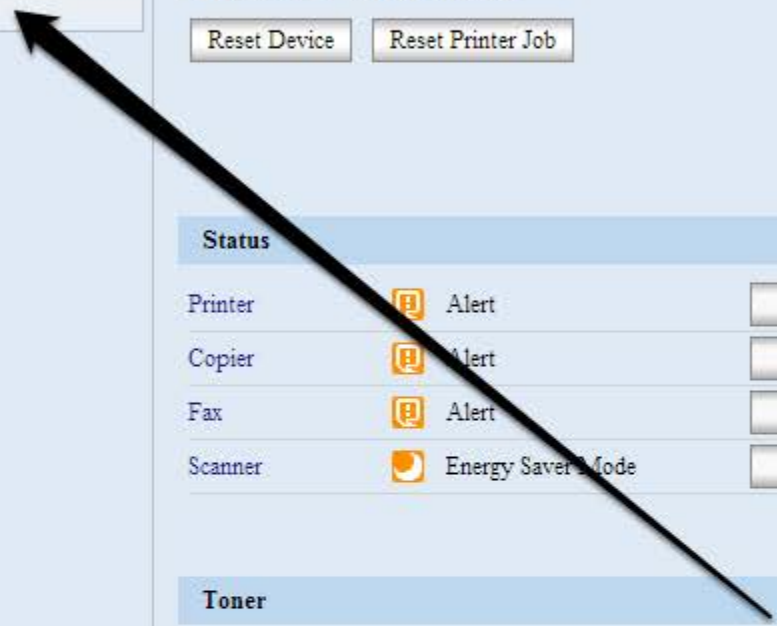 Reset Device Reset Printer Job
Status
Printer Alert
Copier Alert
Fax Alert
Scanner Energy Saver Mode
Toner